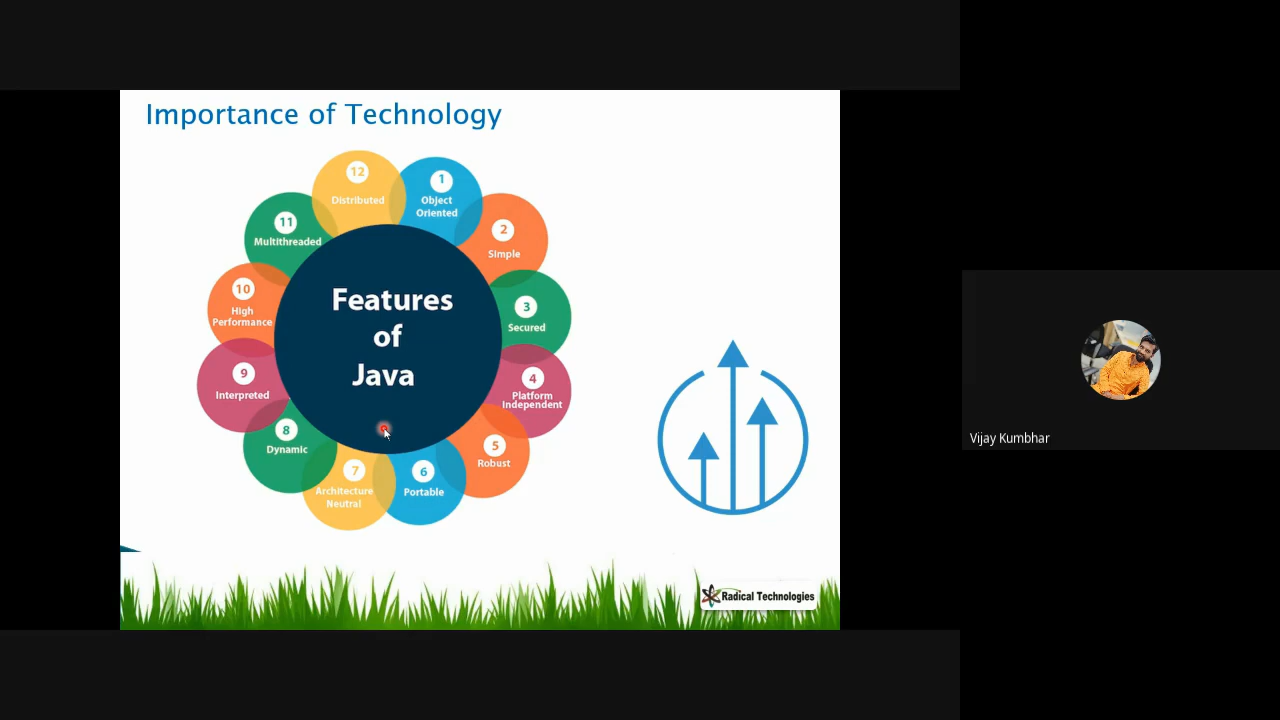 Importance of Technology
12
Distributed
1
Object
Oriented
2
Simple
3
Secured
4
Platform
Independent
5
Robust
6
Portable
7
Architecture
Neutral
8
Dynamic
9
Interpreted
10
High
Performance
11
Multithreaded
Features
of
Java
Radical Technologies
Vijay Kumbhar